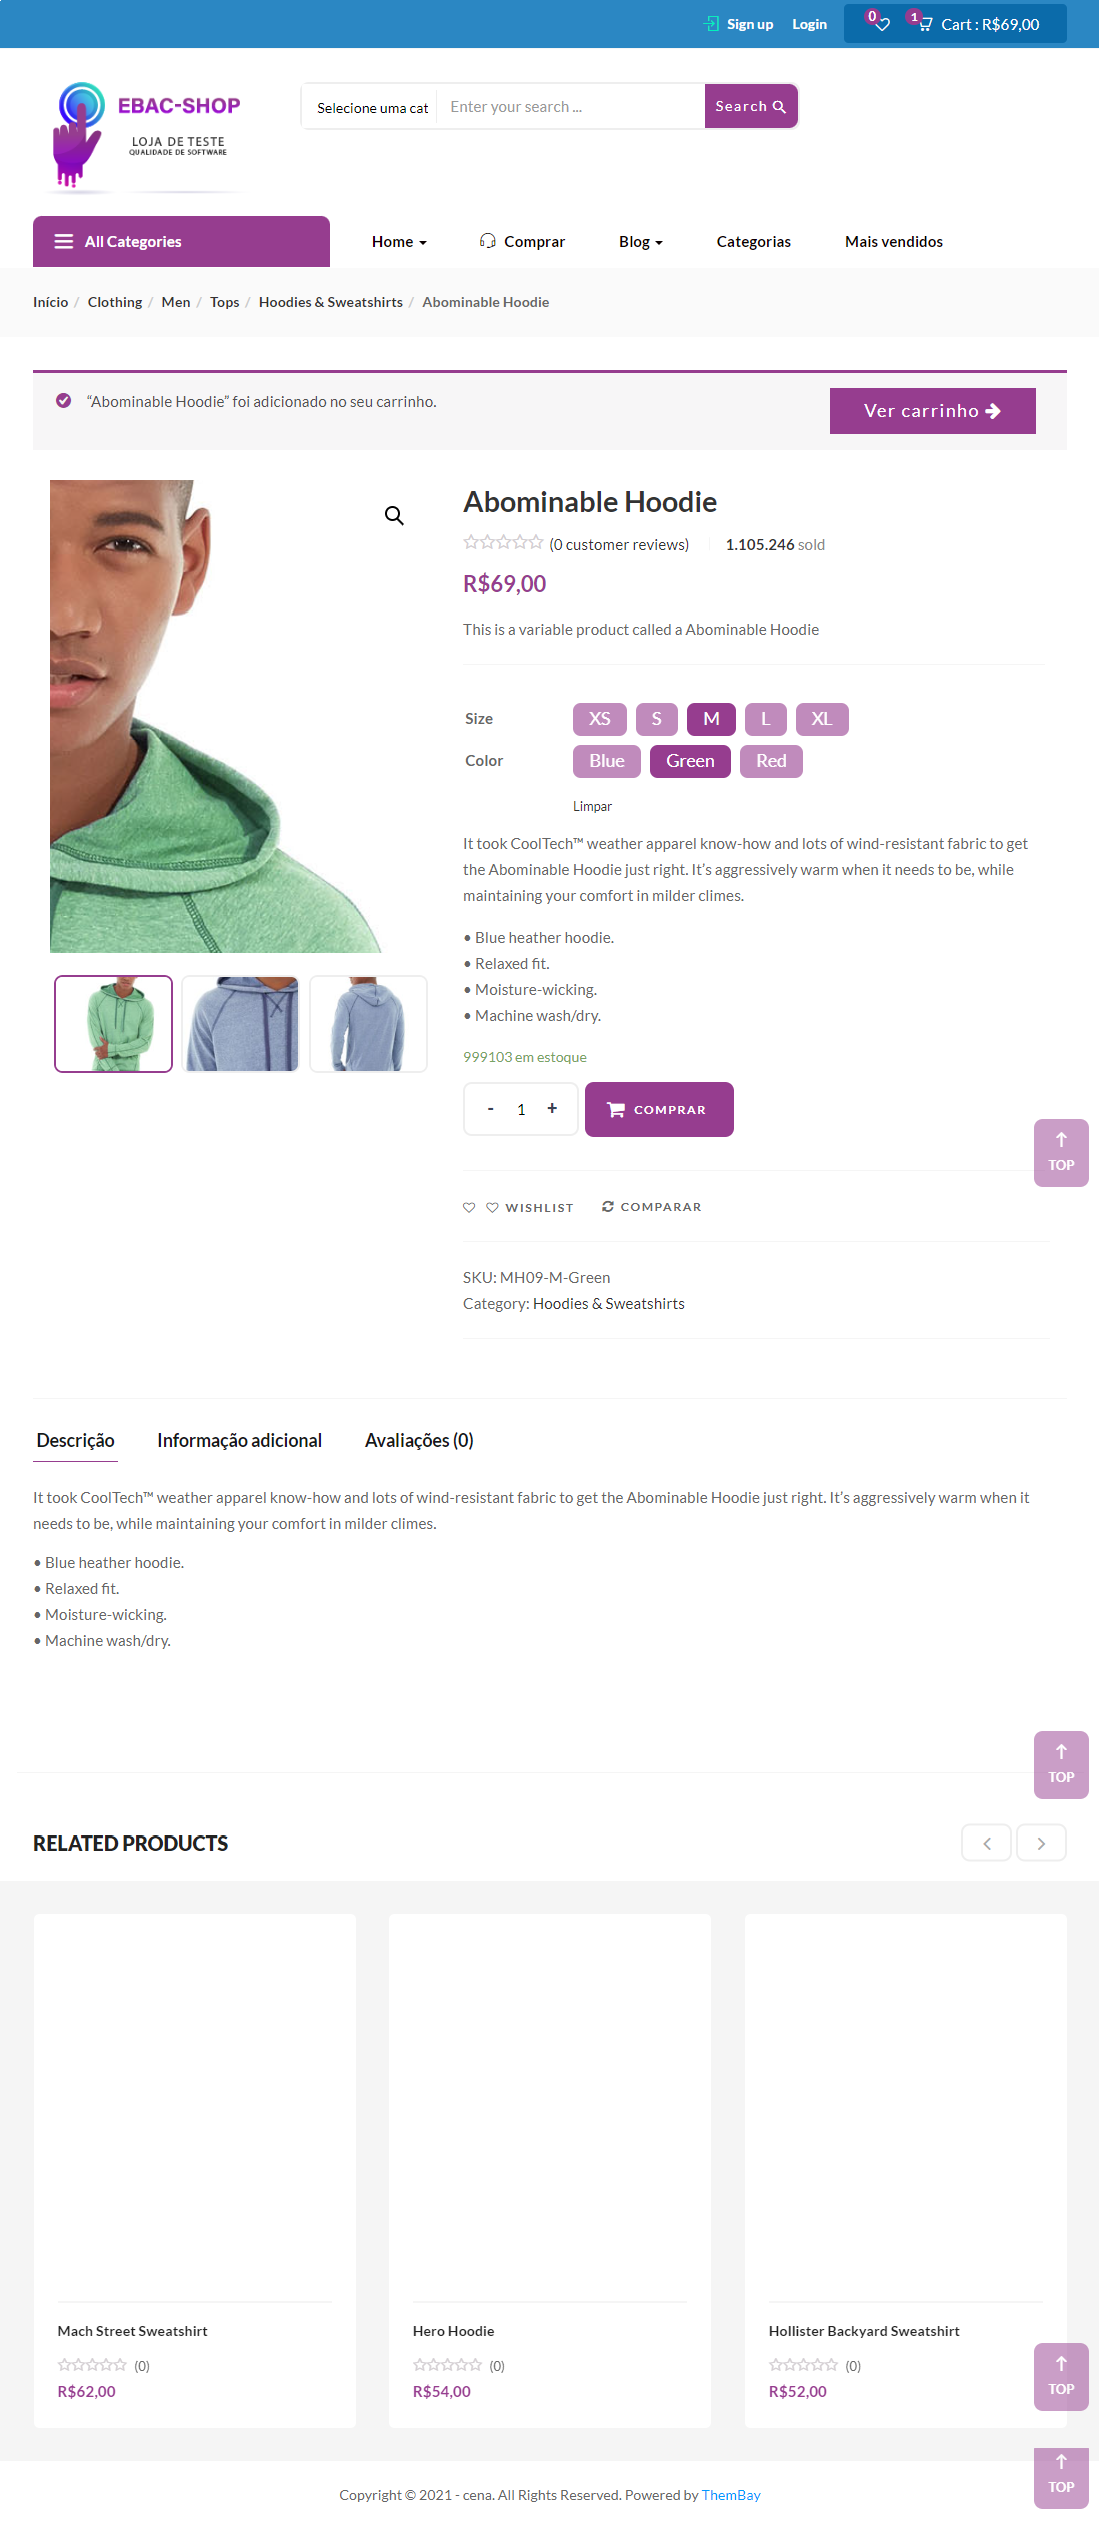 Sign up Login 0 1 Cart : R$69,00
EBAC-SHOP
LOJA DE TESTE
QUALIDADE DE SOFTWARE
Selecione uma cat Enter your search ... Search
All Categories Home Comprar Blog Categorias Mais vendidos
Início / Clothing / Men / Tops / Hoodies & Sweatshirts / Abominable Hoodie
“Abominable Hoodie” foi adicionado no seu carrinho. Ver carrinho
Abominable Hoodie
(0 customer reviews) 1.105.246 sold
R$69,00
This is a variable product called a Abominable Hoodie
Size XS S M L XL
Color Blue Green Red
Limpar
It took CoolTech™ weather apparel know-how and lots of wind-resistant fabric to get
the Abominable Hoodie just right. It’s aggressively warm when it needs to be, while
maintaining your comfort in milder climes.
• Blue heather hoodie.
• Relaxed fit.
• Moisture-wicking.
• Machine wash/dry.
999103 em estoque
- 1 + COMPRAR
TOP
WISHLIST COMPARAR
SKU: MH09-M-Green
Category: Hoodies & Sweatshirts
Descrição Informação adicional Avaliações (0)
It took CoolTech™ weather apparel know-how and lots of wind-resistant fabric to get the Abominable Hoodie just right. It’s aggressively warm when it
needs to be, while maintaining your comfort in milder climes.
• Blue heather hoodie.
• Relaxed fit.
• Moisture-wicking.
• Machine wash/dry.
TOP
RELATED PRODUCTS
Mach Street Sweatshirt Hero Hoodie Hollister Backyard Sweatshirt
(0) (0) (0)
TOP
R$62,00 R$54,00 R$52,00
TOP
Copyright © 2021 - cena. All Rights Reserved. Powered by ThemBay